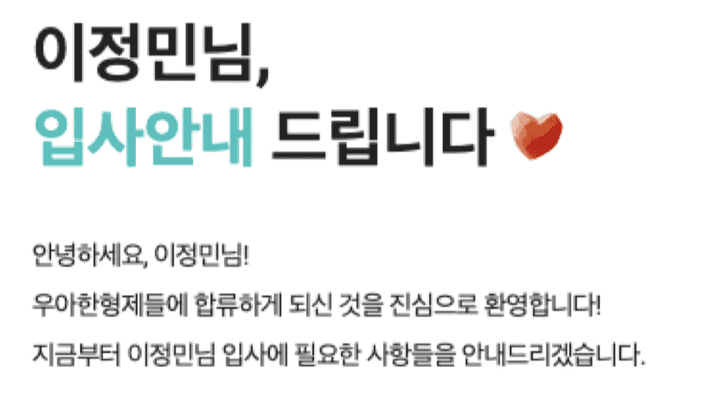 이정민님,
입사안내 드립니다
안녕하세요, 이정민님!
우아한형제들에 합류하게 되신 것을 진심으로 환영합니다!
지금부터 이정민님 입사에 필요한 사항들을 안내드리겠습니다.